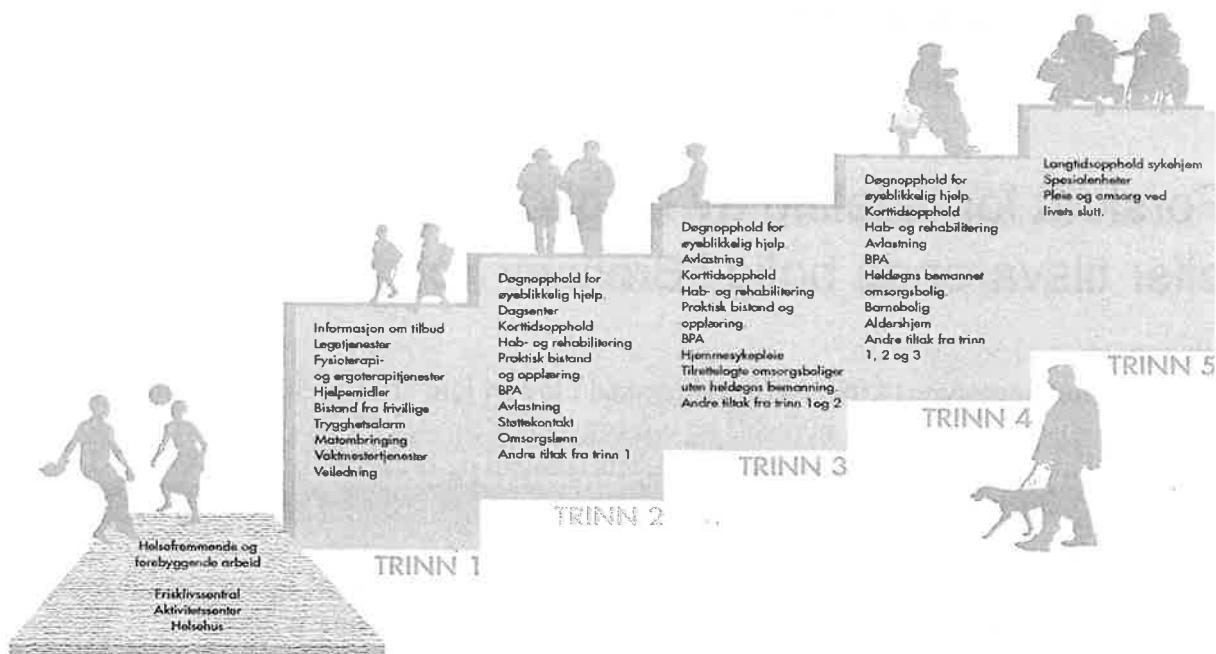 Helsefremmende og
forebyggende arbeid
Frisklivssentral
Aktivitetssenter
Helsehus
Informasjon om tilbud
Legetjenester
Fysioterapi-
og ergoterapitjenester
Hjelpemidler
Bistand fra frivillige
Trygghetsalarm
Matombringing
Vaktmestertjenester
Veiledning
TRINN 1
Døgnopphold for
øyeblikkelig hjelp.
Dagsenter
Korttidsopphold
Hab- og rehabilitering
Praktisk bistand
og opplæring
BPA
Avlastning
Støttekontakt
Omsorgslønn
Andre tiltak fra trinn 1
TRINN 2
Døgnopphold for
øyeblikkelig hjelp.
Avlastning
Korttidsopphold
Hab- og rehabilitering
Praktisk bistand og
opplæring
BPA
Hjemmesykepleie
Tilrettelagte omsorgsboliger
uten heldøgns bemanning.
Andre tiltak fra trinn 1og 2
TRINN 3
Døgnopphold for
øyeblikkelig hjelp
Korttidsopphold
Hab- og rehabilitering
Avlastning
BPA
Heldøgns bemannet
omsorgsbolig.
Barnebolig
Aldershjem
Andre tiltak fra trinn
1, 2 og 3
TRINN 4
Langtidsopphold sykehjem
Spesialenheter
Pleie og omsorg ved
livets slutt.
TRINN 5